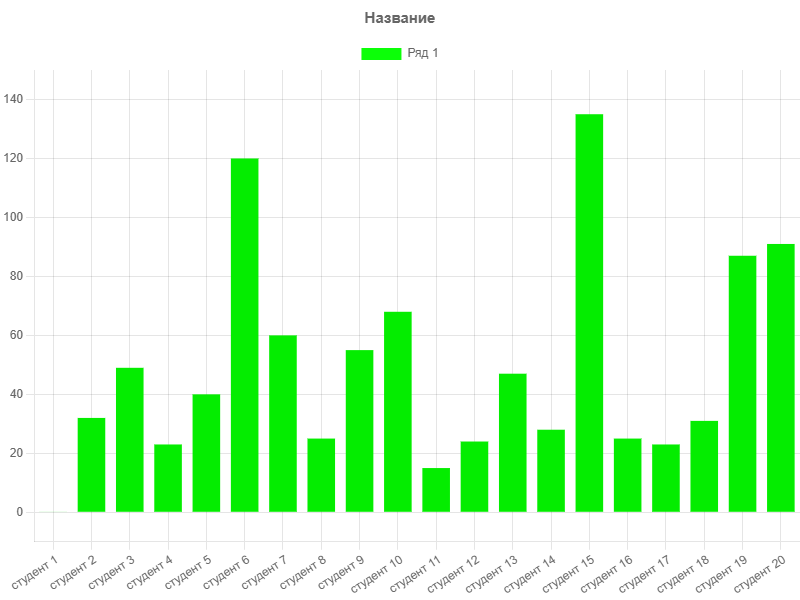 Название
Ряд 1
140
120
100
80
60
40
20
0
студент 1
студент 2
студент 3
студент 4
студент 5
студент 6
студент 7
студент 8
студент 9
студент 10
студент 11
студент 12
студент 13
студент 14
студент 15
студент 16
студент 17
студент 18
студент 19
студент 20